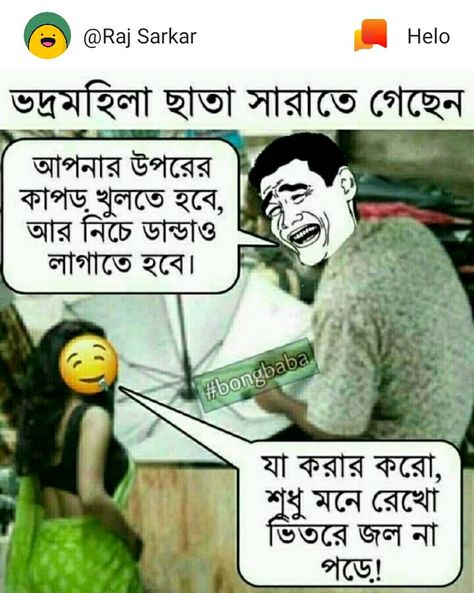 @Raj Sarkar
Helo
ভদ্রমহিলা ছাতা সারাতে গেছেন
আপনার উপরের
কাপড় খুলতে হবে,
আর নিচে ডান্ডাও
লাগাতে হবে।
#bongbaba
যা করার করো,
শুধু মনে রেখো
ভিতরে জল না
পড়ে!